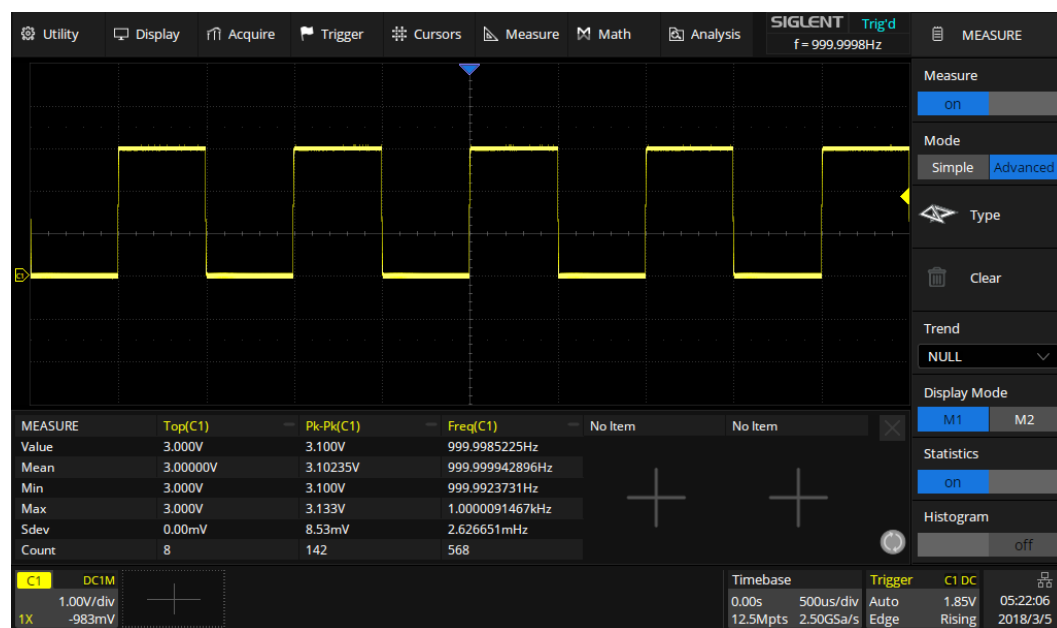 Utility Display Acquire Trigger Cursors Measure Math Analysis SIGLENT Trig'd MEASURE
f = 999.9998Hz
Measure
on
Mode
Simple Advanced
Type
C1
Clear
Trend
NULL
Display Mode
M1 M2
Statistics
on
Histogram
off
MEASURE Top(C1) Pk-Pk(C1) Freq(C1) No Item No Item
Value 3.000V 3.100V 999.9985225Hz
Mean 3.00000V 3.10235V 999.999942896Hz
Min 3.000V 3.100V 999.9923731Hz
Max 3.000V 3.133V 1.0000091467kHz
Sdev 0.00mV 8.53mV 2.626651mHz
Count 8 142 568
C1 DC1M Timebase Trigger C1 DC
1.00V/div 0.00s 500us/div Auto 1.85V 05:22:06
1X -983mV 12.5Mpts 2.50GSa/s Edge Rising 2018/3/5